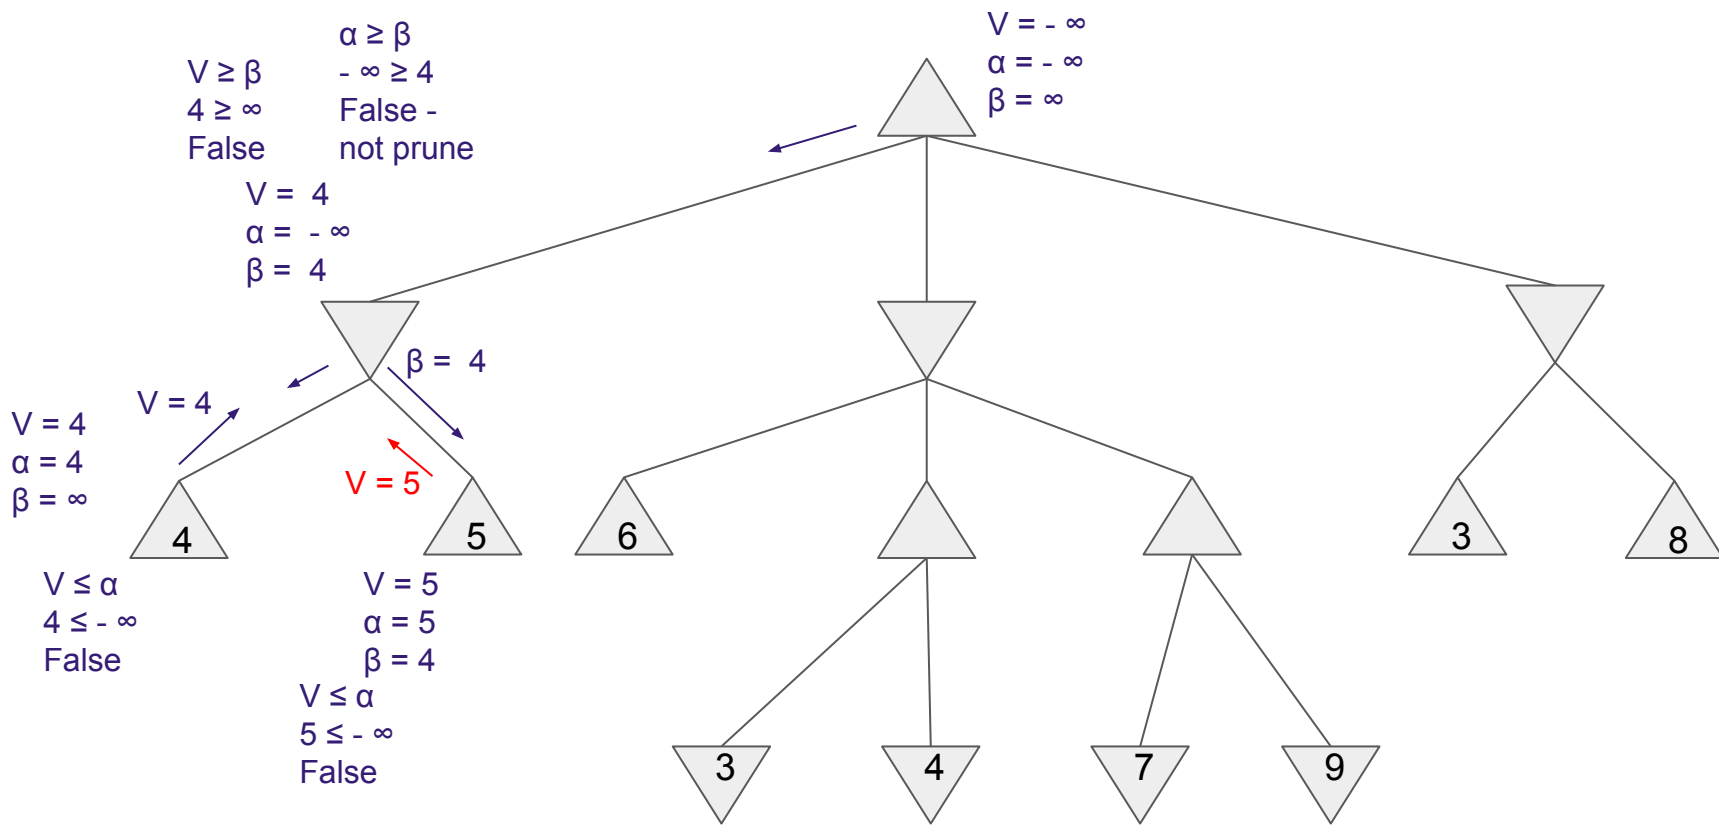 V = - ∞
α = - ∞
β = ∞
α ≥ β
- ∞ ≥ 4
False -
not prune
V ≥ β
4 ≥ ∞
False
V = 4
α = - ∞
β = 4
β = 4
V = 4
V = 4
α = 4
β = ∞
V = 5
4
5
6
3
8
V ≤ α
4 ≤ - ∞
False
V = 5
α = 5
β = 4
V ≤ α
5 ≤ - ∞
False
3
4
7
9